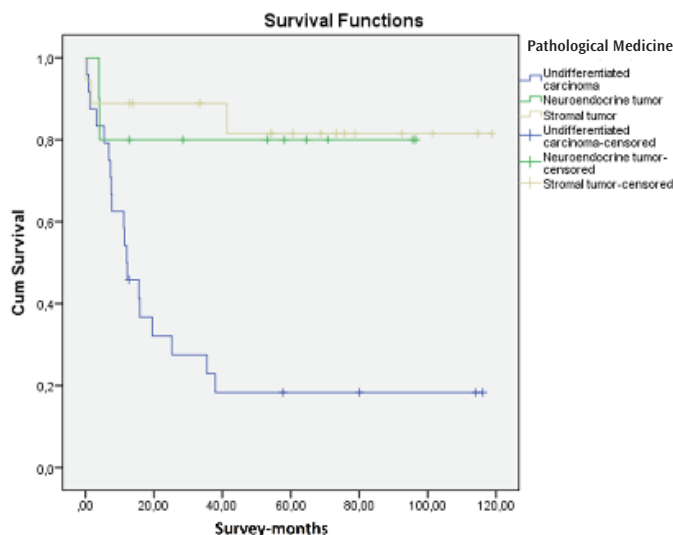 Survival Functions
Pathological Medicine
Undifferentiated
carcinoma
Neuroendocrine tumor
Stromal tumor
Undifferentiated
carcinoma-censored
Neuroendocrine tumor-
censored
Stromal tumor-censored
Cum Survival
1,0
0,8
0,6
0,4
0,2
0,0
,00
20,00
40,00
60,00
80,00
100,00
120,00
Survey-months